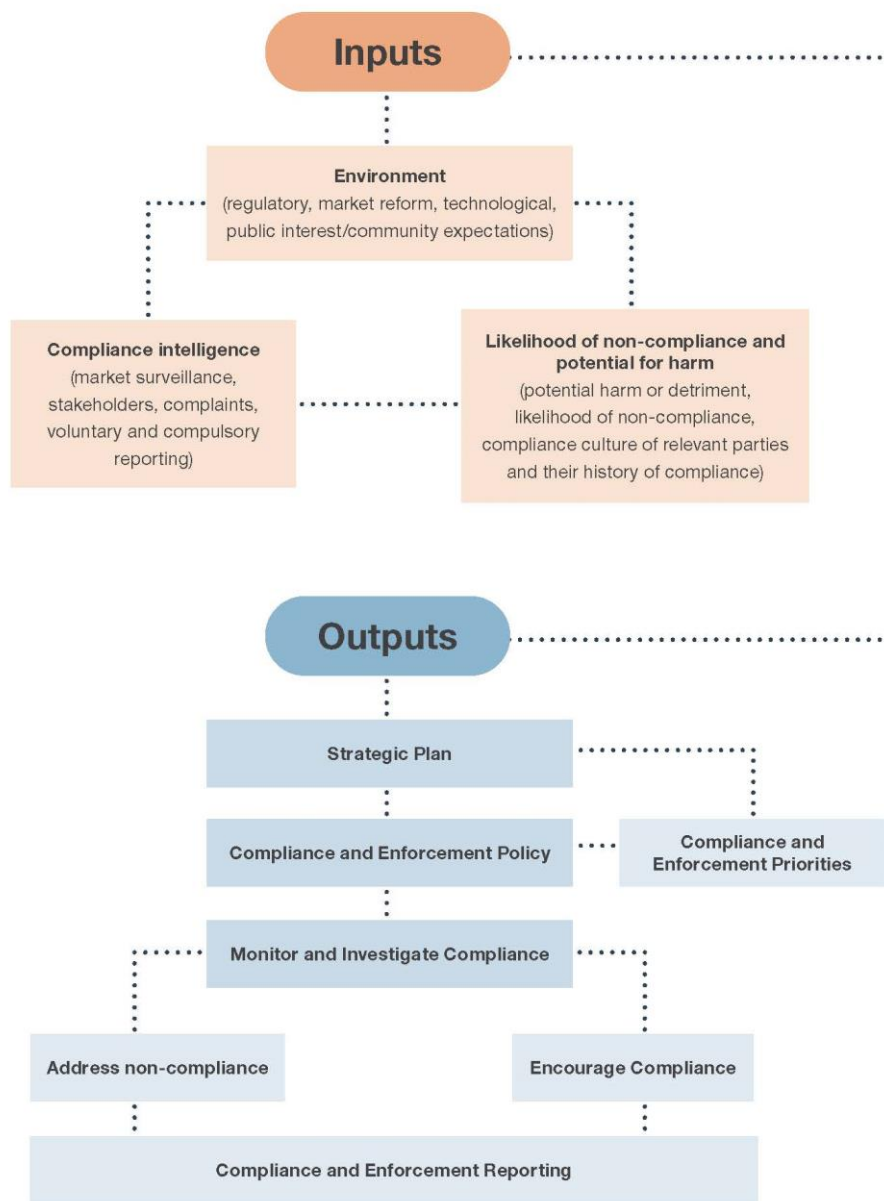 Inputs
Environment
(regulatory, market reform, technological,
public interest/community expectations)
Compliance intelligence
(market surveillance,
stakeholders, complaints,
voluntary and compulsory
reporting)
Likelihood of non-compliance and
potential for harm
(potential harm or detriment,
likelihood of non-compliance,
compliance culture of relevant parties
and their history of compliance)
Outputs
Strategic Plan
Compliance and Enforcement Policy
Compliance and
Enforcement Priorities
Monitor and Investigate Compliance
Address non-compliance
Encourage Compliance
Compliance and Enforcement Reporting